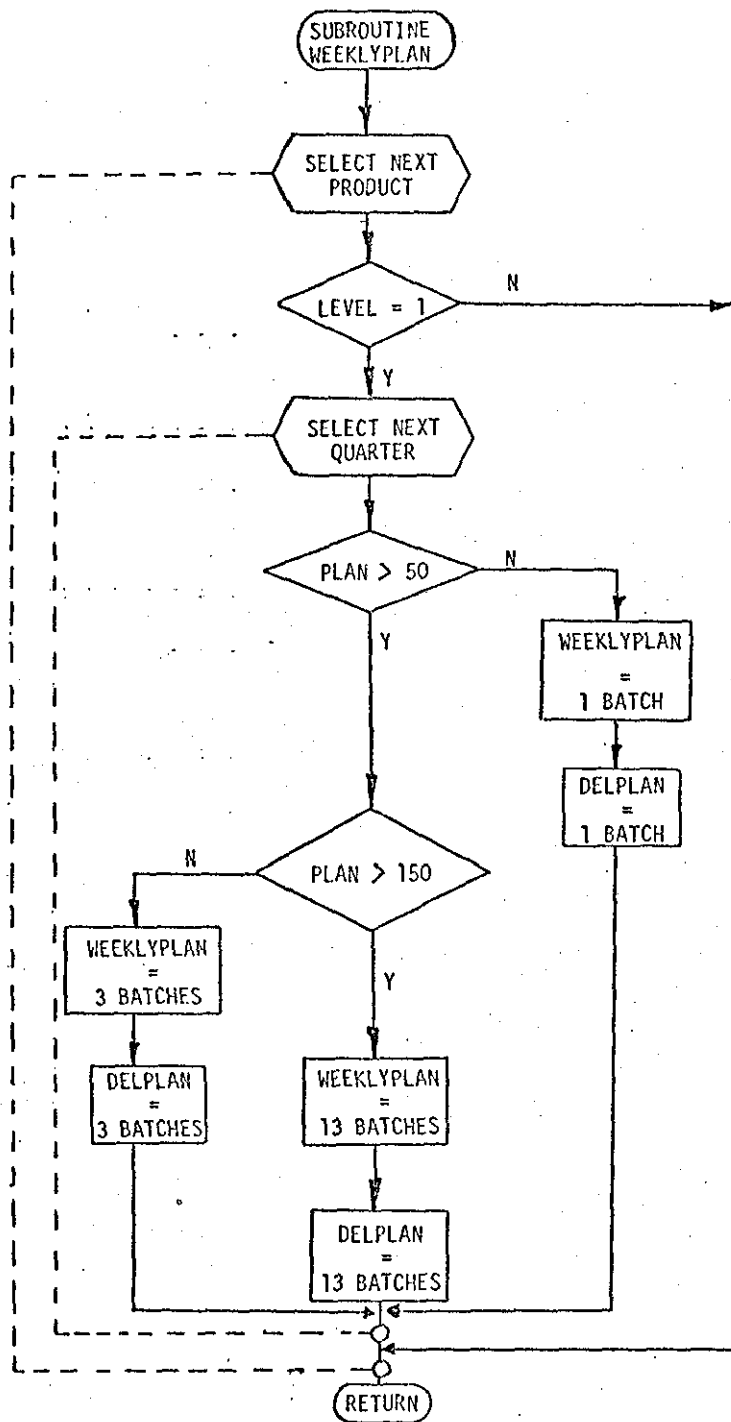 SUBROUTINE
WEEKLYPLAN
SELECT NEXT
PRODUCT
LEVEL = 1
N
Y
SELECT NEXT
QUARTER
PLAN > 50
N
Y
WEEKLYPLAN
=
1 BATCH
DELPLAN
=
1 BATCH
PLAN > 150
N
Y
WEEKLYPLAN
=
3 BATCHES
DELPLAN
=
3 BATCHES
WEEKLYPLAN
=
13 BATCHES
DELPLAN
=
13 BATCHES
RETURN